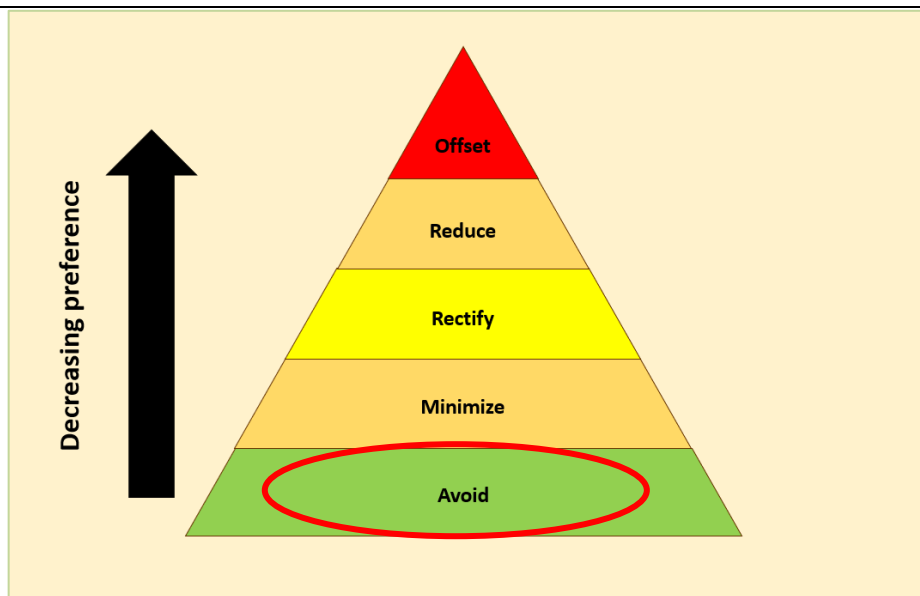 Decreasing preference
Offset
Reduce
Rectify
Minimize
Avoid